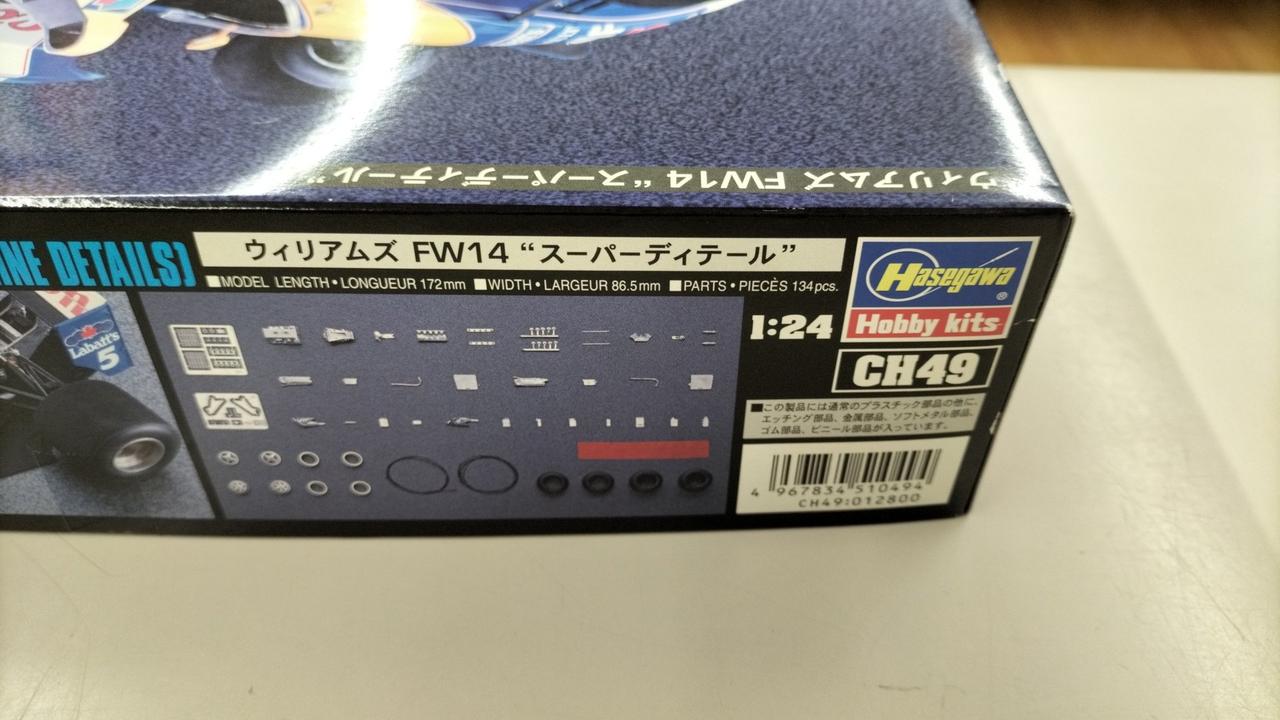 ウィリアムズ FW14 “スーパーディテール”
INE DETAILS)
ウィリアムズ FW14 “スーパーディテール”
■MODEL LENGTH•LONGUEUR 172mm ■WIDTH•LARGEUR 86.5mm ■PARTS•PIECÈS 134pcs.
Labatt's
5
1:24
Hasegawa®
Hobby kits
CH49
■この製品には通常のプラスチック部品の他に、
エッチング部品、金属部品、ソフトメタル部品、
ゴム部品、ビニール部品が入っています。
4 967834 510494
CH49:012800